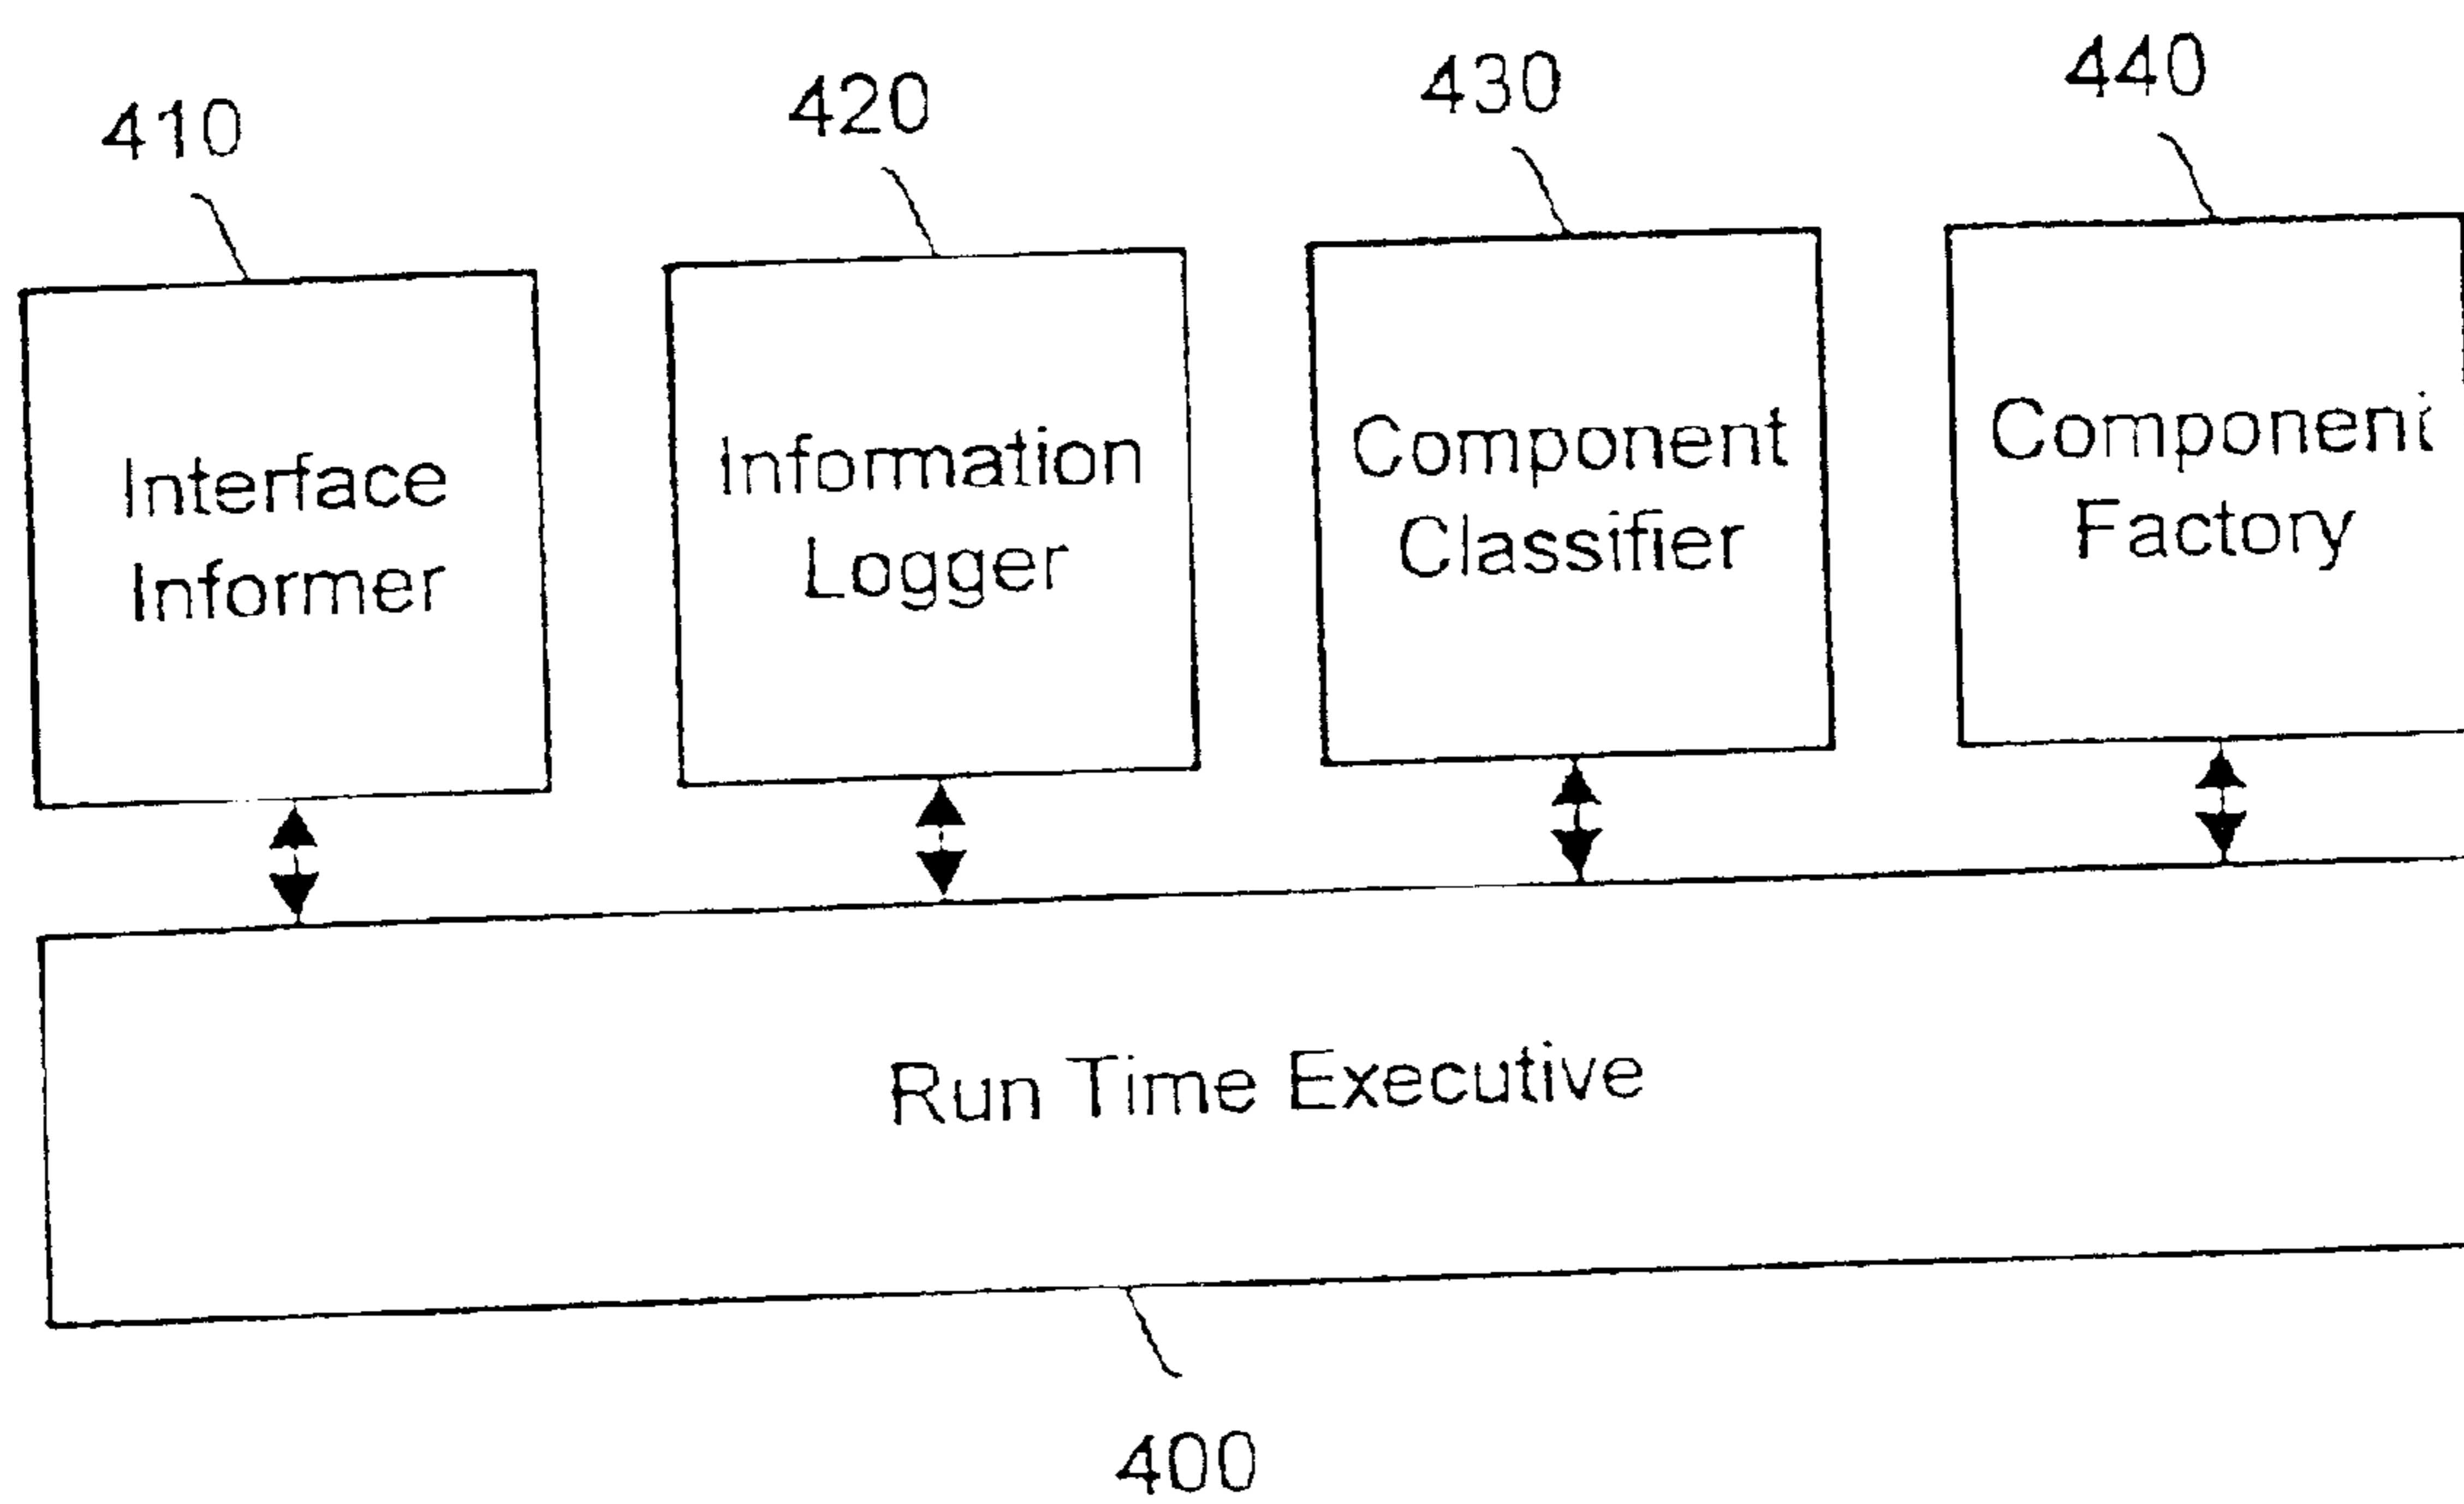 410
420
430
440
Interface
Informer
Information
Logger
Component
Classifier
Component
Factory
Run Time Executive
400